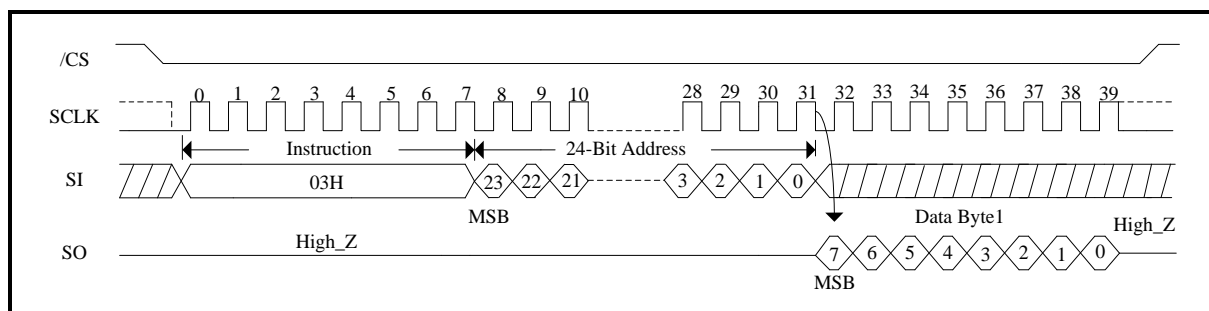 /CS
0 1 2 3 4 5 6 7 8 9 10 28 29 30 31 32 33 34 35 36 37 38 39
SCLK
Instruction 24-Bit Address
SI 03H 23 22 21 3 2 1 0
MSB Data Byte1
High_Z High_Z
SO 7 6 5 4 3 2 1 0
MSB